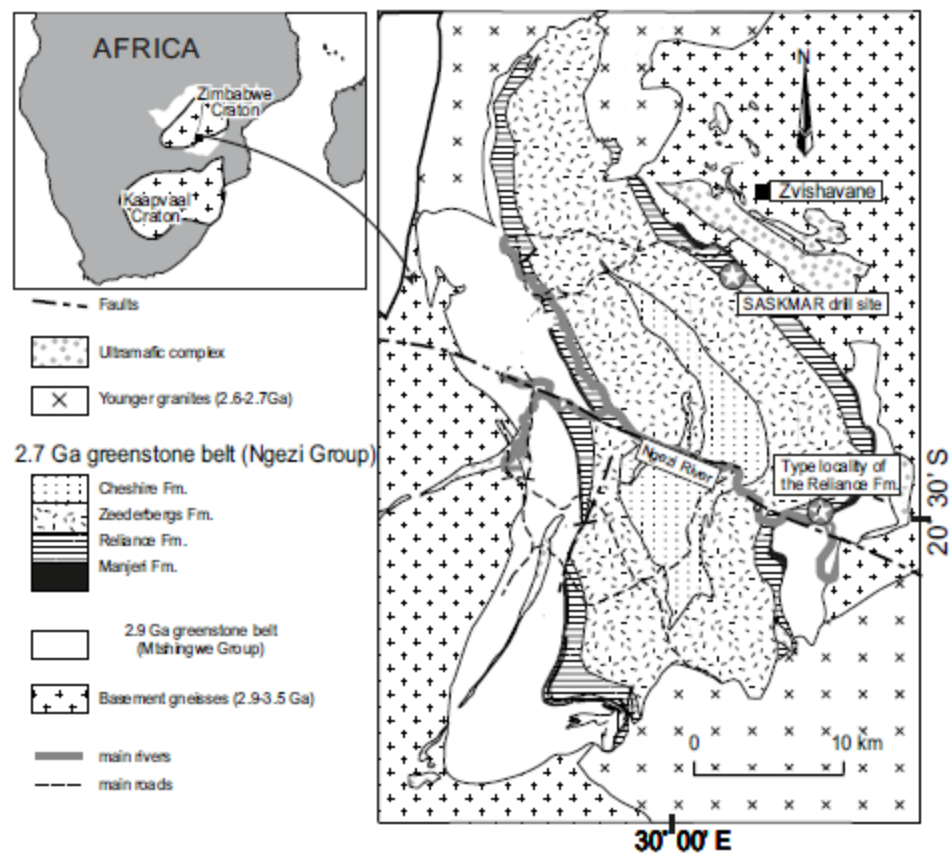 AFRICA
Zimbabwe
Craton
Kaapvaal
Craton
N
Zvishavane
SASKMAR drill site
Faults
Ultramafic complex
Younger granites (2.6-2.7Ga)
2.7 Ga greenstone belt (Ngezi Group)
Cheshire Fm.
Zeederbergs Fm.
Reliance Fm.
Manjeri Fm.
2.9 Ga greenstone belt
(Mtshingwe Group)
Basement gneisses (2.9-3.5 Ga)
main rivers
main roads
Ngezi River
Type locality of
the Reliance Fm.
20° 30' S
0 10 km
30° 00' E